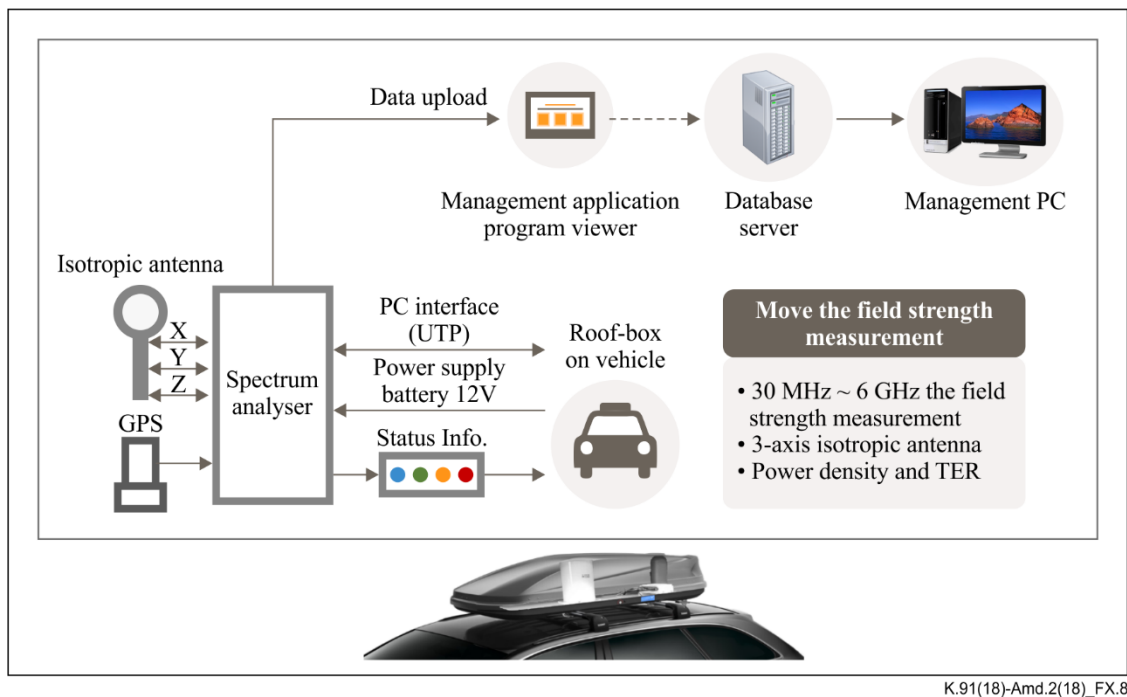 Data upload
Management application
program viewer
Database
server
Management PC
Isotropic antenna
X
Y
Z
GPS
Spectrum
analyser
PC interface
(UTP)
Power supply
battery 12V
Status Info.
Roof-box
on vehicle
Move the field strength
measurement
• 30 MHz ~ 6 GHz the field
strength measurement
• 3-axis isotropic antenna
• Power density and TER
K.91(18)-Amd.2(18)_FX.8